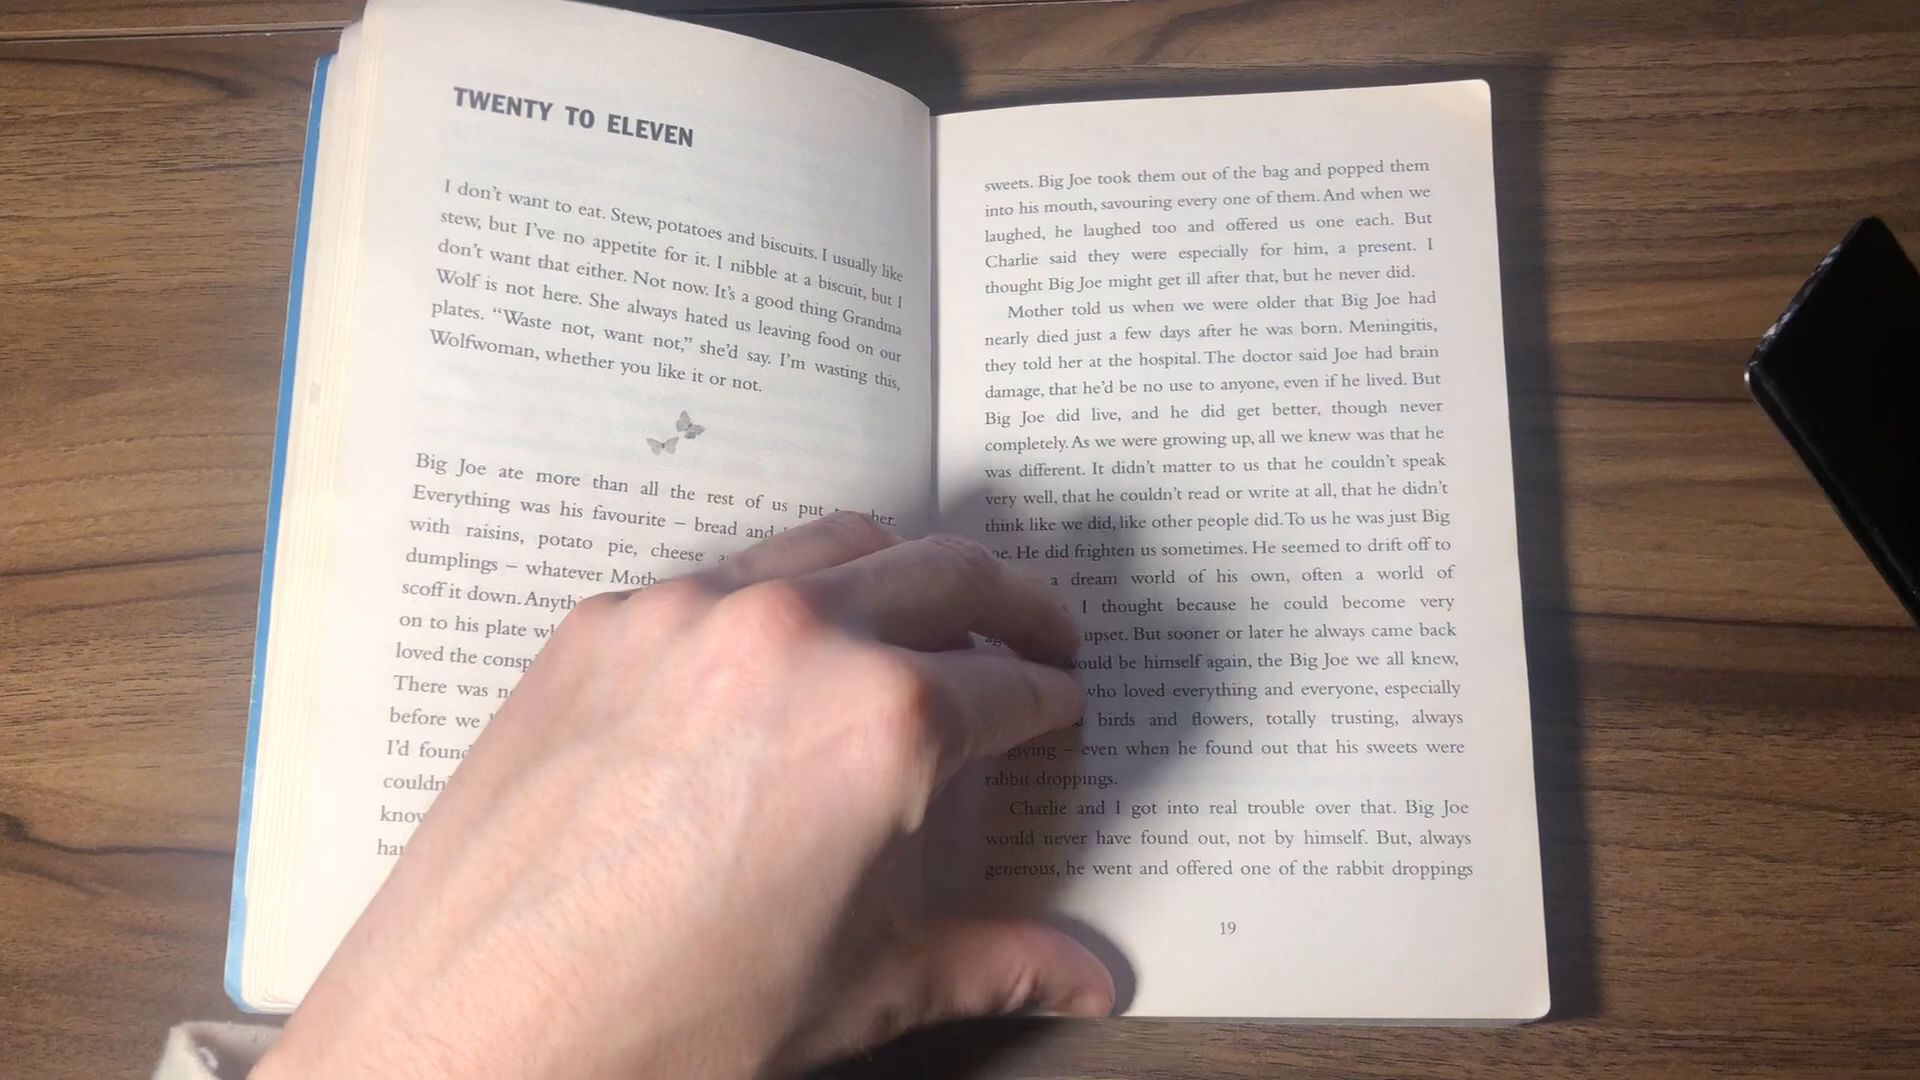 TWENTY TO ELEVEN
I don't want to eat. Stew, potatoes and biscuits. I usually like
stew, but I've no appetite for it. I nibble at a biscuit, but I
don't want that either. Not now. It's a good thing Grandma
Wolf is not here. She always hated us leaving food on our
plates. “Waste not, want not,” she'd say. I'm wasting this,
Wolfwoman, whether you like it or not.
Big Joe ate more than all the rest of us put
Everything was his favourite – bread and
with raisins, potato pie, cheese
dumplings – whatever
scoff it down.
on to his plate
loved the
There was
before we
I'd
19
sweets. Big Joe took them out of the bag and popped them
into his mouth, savouring every one of them. And when we
laughed, he laughed too and offered us one each. But
Charlie said they were especially for him, a present. I
thought Big Joe might get ill after that, but he never did.
Mother told us when we were older that Big Joe had
nearly died just a few days after he was born. Meningitis,
they told her at the hospital. The doctor said Joe had brain
damage, that he'd be no use to anyone, even if he lived. But
Big Joe did live, and he did get better, though never
completely. As we were growing up, all we knew was that he
was different. It didn't matter to us that he couldn't speak
very well, that he couldn't read or write at all, that he didn't
think like we did, like other people did. To us he was just Big
He did frighten us sometimes. He seemed to drift off to
a dream world of his own, often a world of
I thought because he could become very
upset. But sooner or later he always came back
would be himself again, the Big Joe we all knew,
who loved everything and everyone, especially
birds and flowers, totally trusting, always
– even when he found out that his sweets were
rabbit droppings.
Charlie and I got into real trouble over that. Big Joe
would never have found out, not by himself. But, always
generous, he went and offered one of the rabbit droppings